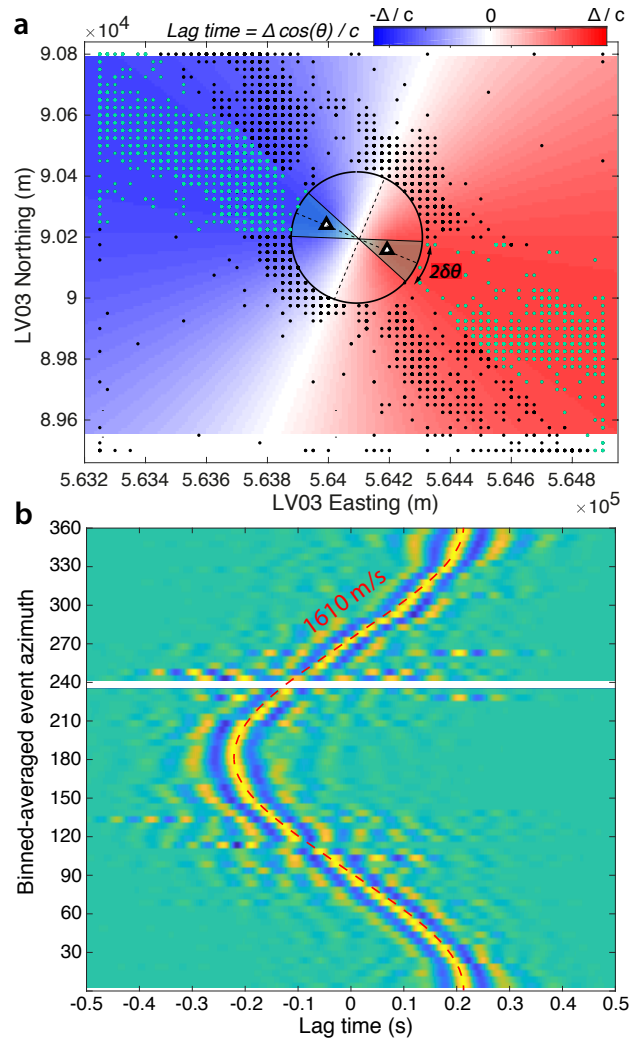 a
Lag time = Δ cos(θ) / c
-Δ / c 0 Δ / c
× 10⁴
9.08
9.06
9.04
9.02
9
8.98
8.96
LV03 Northing (m)
2δθ
5.632 5.634 5.636 5.638 5.64 5.642 5.644 5.646 5.648
LV03 Easting (m)
× 10⁵
b
360
330
300
270
240
210
180
150
120
90
60
30
Binned-averaged event azimuth
1610 m/s
-0.5 -0.4 -0.3 -0.2 -0.1 0 0.1 0.2 0.3 0.4 0.5
Lag time (s)